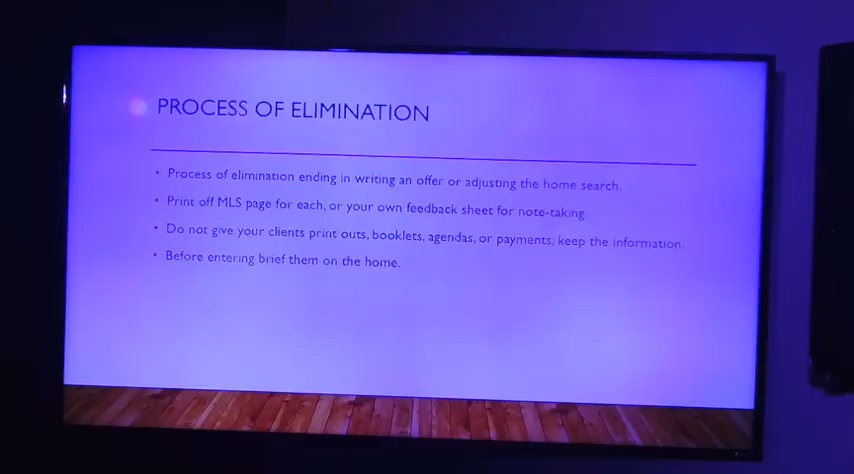 PROCESS OF ELIMINATION
• Process of elimination ending in writing an offer or adjusting the home search.
• Print off MLS page for each, or your own feedback sheet for note-taking.
• Do not give your clients print outs, booklets, agendas, or payments, keep the information.
• Before entering brief them on the home.